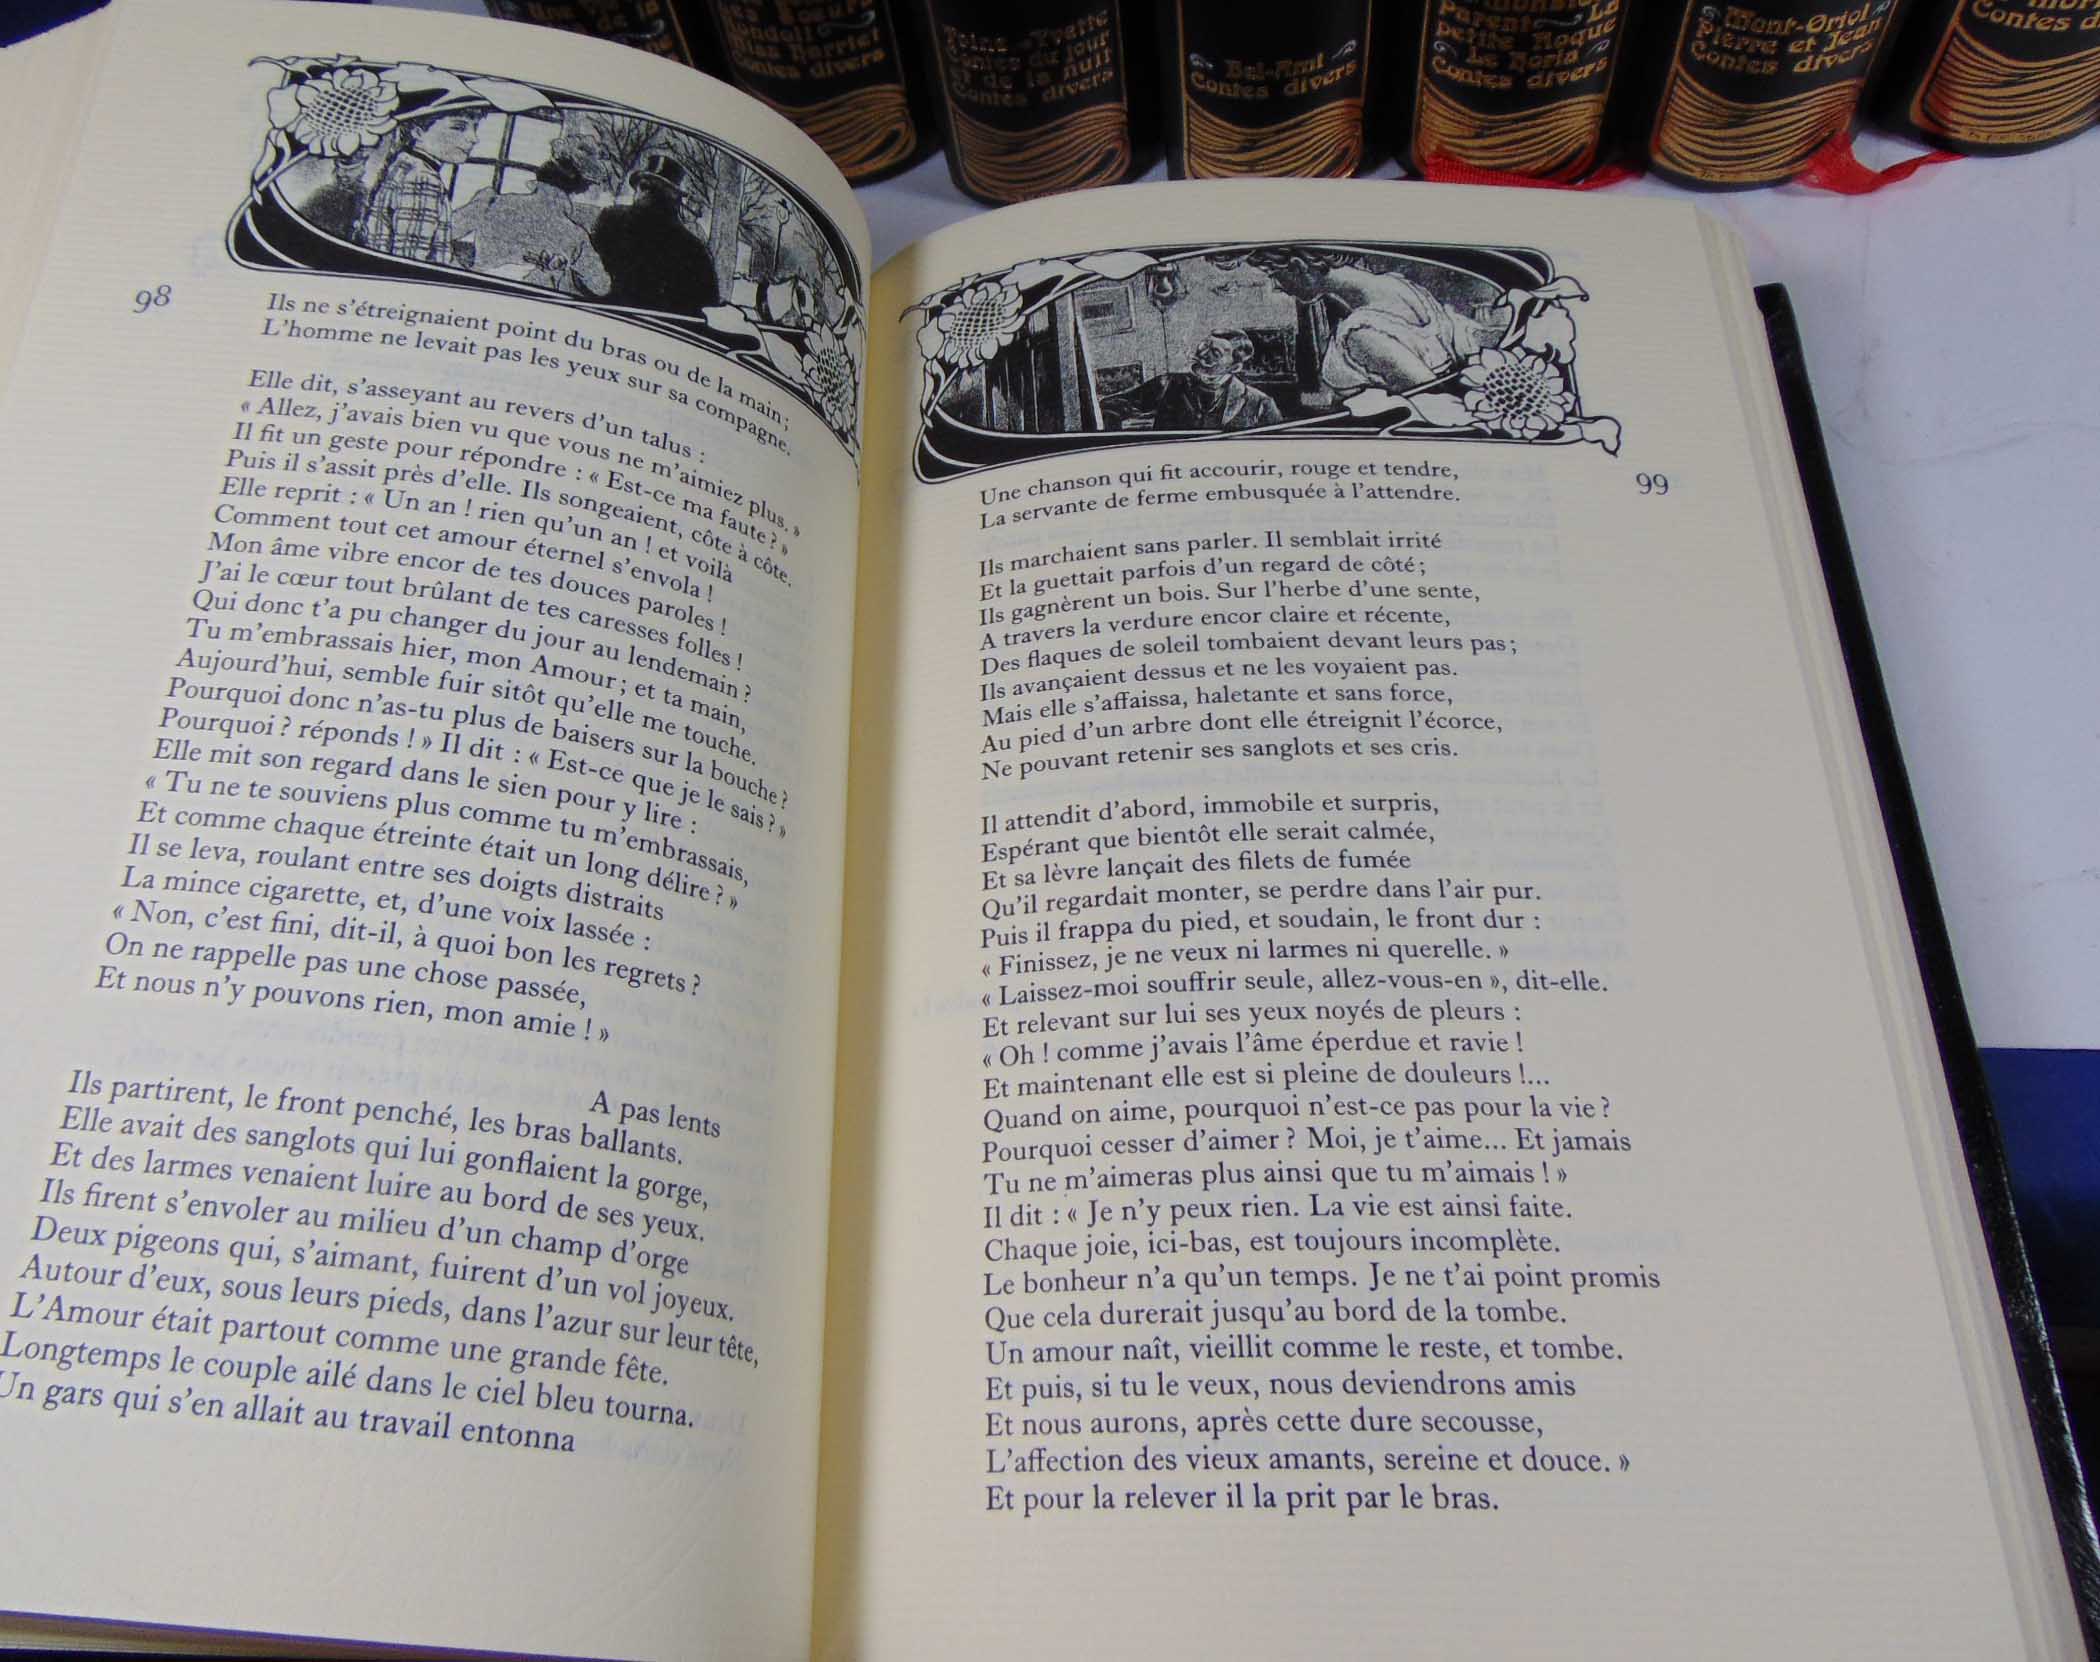 de la
Contes divers
Miss Harriet
Contes divers
Yvette
Contes du jour
et de la nuit
Contes divers
Bel-Ami
Contes divers
Parent La
petite Roque
Le Horla
Contes divers
Mont-Oriol
Pierre et Jean
Contes divers
Contes divers
98
Ils ne s'étreignaient point du bras ou de la main ;
L'homme ne levait pas les yeux sur sa compagne.
Elle dit, s'asseyant au revers d'un talus :
« Allez, j'avais bien vu que vous ne m'aimiez plus. »
Il fit un geste pour répondre : « Est-ce ma faute ? »
Puis il s'assit près d'elle. Ils songeaient, côte à côte.
Elle reprit : « Un an ! rien qu'un an ! et voilà
Comment tout cet amour éternel s'envola !
Mon âme vibre encor de tes douces paroles !
J'ai le cœur tout brûlant de tes caresses folles !
Qui donc t'a pu changer du jour au lendemain ?
Tu m'embrassais hier, mon Amour ; et ta main,
Aujourd'hui, semble fuir sitôt qu'elle me touche.
Pourquoi donc n'as-tu plus de baisers sur la bouche ?
Pourquoi ? réponds ! » Il dit : « Est-ce que je le sais ? »
Elle mit son regard dans le sien pour y lire :
« Tu ne te souviens plus comme tu m'embrassais,
Et comme chaque étreinte était un long délire ? »
Il se leva, roulant entre ses doigts distraits
La mince cigarette, et, d'une voix lassée :
« Non, c'est fini, dit-il, à quoi bon les regrets ?
On ne rappelle pas une chose passée,
Et nous n'y pouvons rien, mon amie ! »
A pas lents
Ils partirent, le front penché, les bras ballants.
Elle avait des sanglots qui lui gonflaient la gorge,
Et des larmes venaient luire au bord de ses yeux.
Ils firent s'envoler au milieu d'un champ d'orge
Deux pigeons qui, s'aimant, fuirent d'un vol joyeux.
Autour d'eux, sous leurs pieds, dans l'azur sur leur tête,
L'Amour était partout comme une grande fête.
Longtemps le couple ailé dans le ciel bleu tourna.
Un gars qui s'en allait au travail entonna
99
Une chanson qui fit accourir, rouge et tendre,
La servante de ferme embusquée à l'attendre.
Ils marchaient sans parler. Il semblait irrité
Et la guettait parfois d'un regard de côté ;
Ils gagnèrent un bois. Sur l'herbe d'une sente,
A travers la verdure encor claire et récente,
Des flaques de soleil tombaient devant leurs pas ;
Ils avançaient dessus et ne les voyaient pas.
Mais elle s'affaissa, haletante et sans force,
Au pied d'un arbre dont elle étreignit l'écorce,
Ne pouvant retenir ses sanglots et ses cris.
Il attendit d'abord, immobile et surpris,
Espérant que bientôt elle serait calmée,
Et sa lèvre lançait des filets de fumée
Qu'il regardait monter, se perdre dans l'air pur.
Puis il frappa du pied, et soudain, le front dur :
« Finissez, je ne veux ni larmes ni querelle. »
« Laissez-moi souffrir seule, allez-vous-en », dit-elle.
Et relevant sur lui ses yeux noyés de pleurs :
« Oh ! comme j'avais l'âme éperdue et ravie !
Et maintenant elle est si pleine de douleurs !...
Quand on aime, pourquoi n'est-ce pas pour la vie ?
Pourquoi cesser d'aimer ? Moi, je t'aime... Et jamais
Tu ne m'aimeras plus ainsi que tu m'aimais ! »
Il dit : « Je n'y peux rien. La vie est ainsi faite.
Chaque joie, ici-bas, est toujours incomplète.
Le bonheur n'a qu'un temps. Je ne t'ai point promis
Que cela durerait jusqu'au bord de la tombe.
Un amour naît, vieillit comme le reste, et tombe.
Et puis, si tu le veux, nous deviendrons amis
Et nous aurons, après cette dure secousse,
L'affection des vieux amants, sereine et douce. »
Et pour la relever il la prit par le bras.